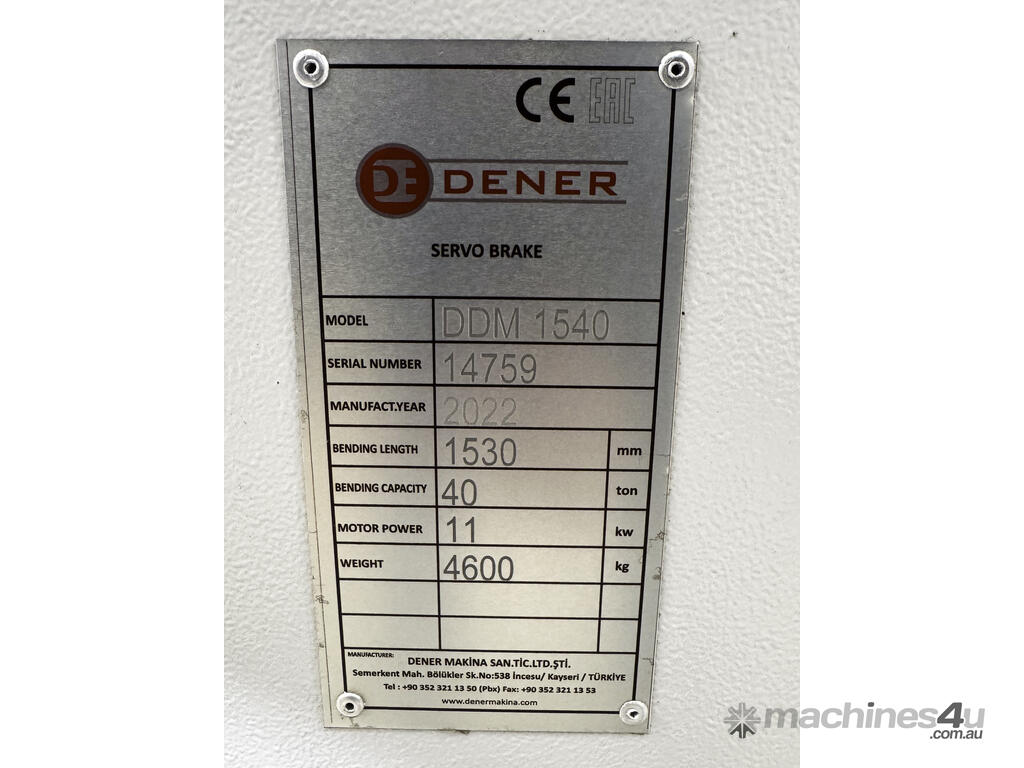 CE EAC
DE DENER
SERVO BRAKE
MODEL DDM 1540
SERIAL NUMBER 14759
MANUFACT.YEAR 2022
BENDING LENGTH 1530 mm
BENDING CAPACITY 40 ton
MOTOR POWER 11 kw
WEIGHT 4600 kg
MANUFACTURER:
DENER MAKİNA SAN.TİC.LTD.ŞTİ.
Semerkent Mah. Bölükler Sk.No:538 İncesu/ Kayseri / TÜRKİYE
Tel : +90 352 321 13 50 (Pbx) Fax: +90 352 321 13 53
www.denermakina.com
machines4u
.com.au